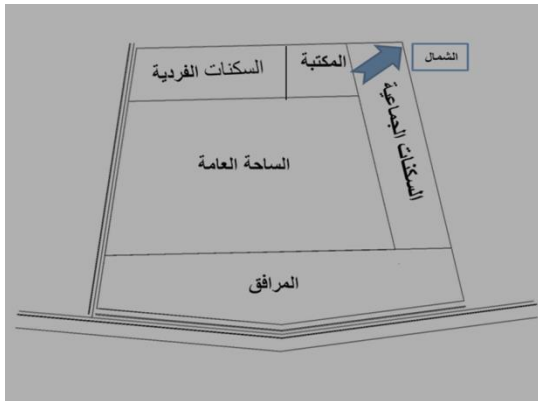 الشمال
المكتبة
السكنات الفردية
السكنات الجماعية
الساحة العامة
المرافق